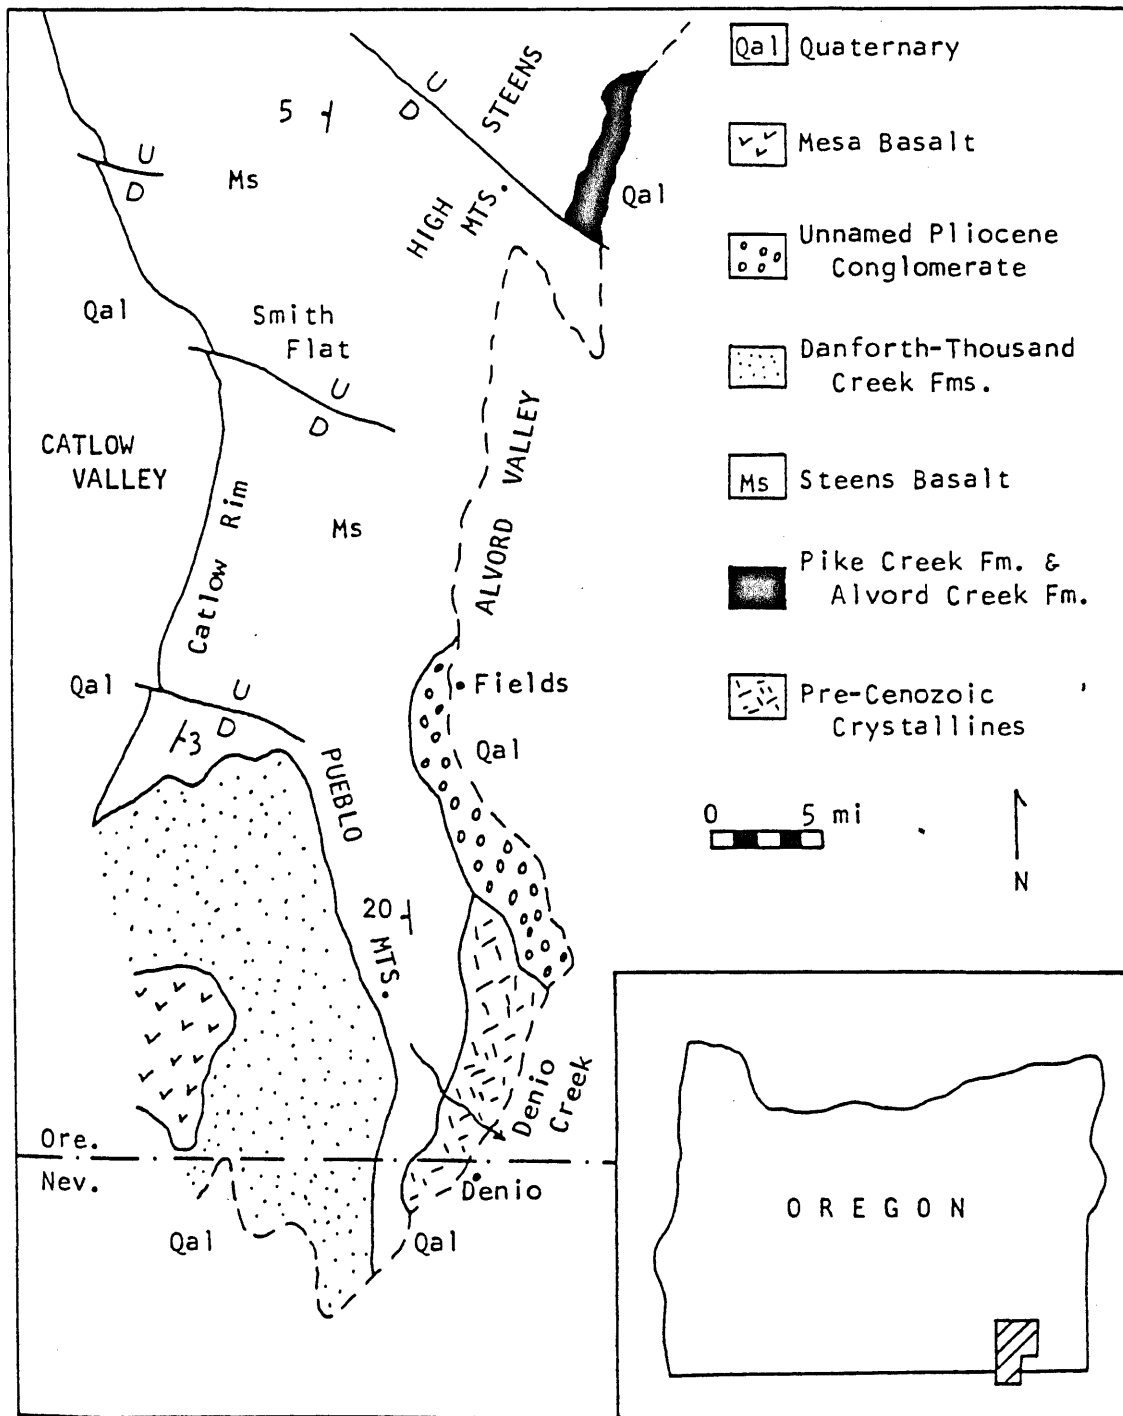 STEENS
HIGH MTS.
U
D
5
U
D
Ms
Qal
Qal
Smith
Flat
U
D
CATLOW
VALLEY
Catlow Rim
Ms
ALVORD VALLEY
Qal
U
D
3
Fields
Qal
PUEBLO
MTS.
20
Denio
Creek
Ore.
Nev.
Denio
Qal
Qal
Qal Quaternary
Mesa Basalt
Unnamed Pliocene
Conglomerate
Danforth-Thousand
Creek Fms.
Ms Steens Basalt
Pike Creek Fm. &
Alvord Creek Fm.
Pre-Cenozoic
Crystallines
0 5 mi
N
OREGON